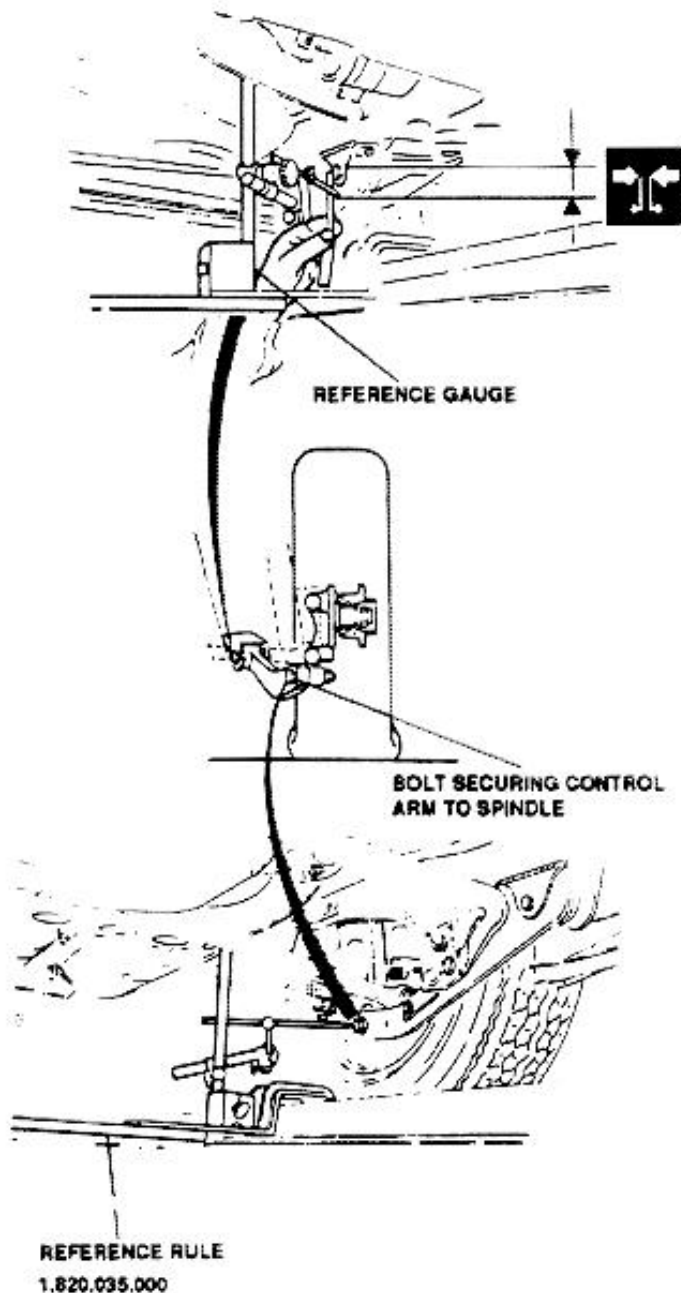 REFERENCE GAUGE
BOLT SECURING CONTROL
ARM TO SPINDLE
REFERENCE RULE
1.820.035.000